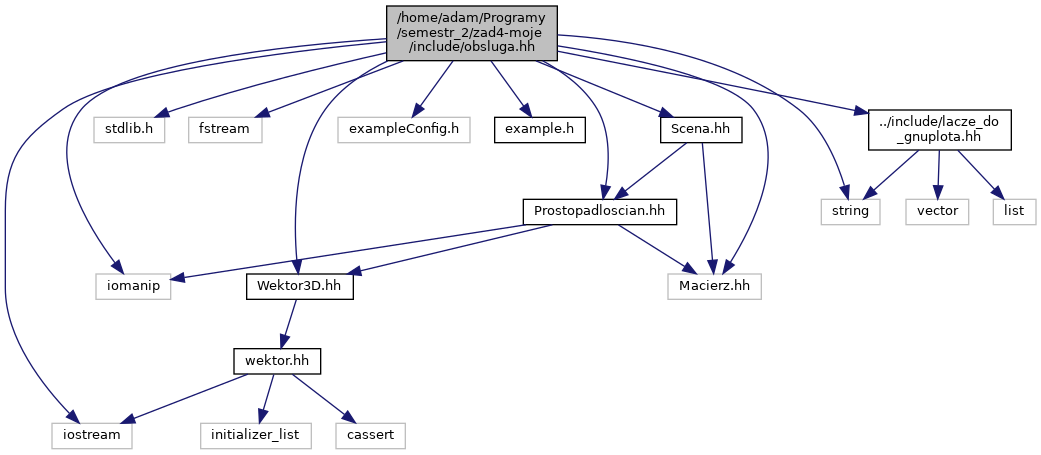 /home/adam/Programy
/semestr_2/zad4-moje
/include/obsluga.hh
stdlib.h
fstream
exampleConfig.h
example.h
Scena.hh
../include/lacze_do
_gnuplota.hh
Prostopadloscian.hh
string
vector
list
iomanip
Wektor3D.hh
Macierz.hh
wektor.hh
iostream
initializer_list
cassert